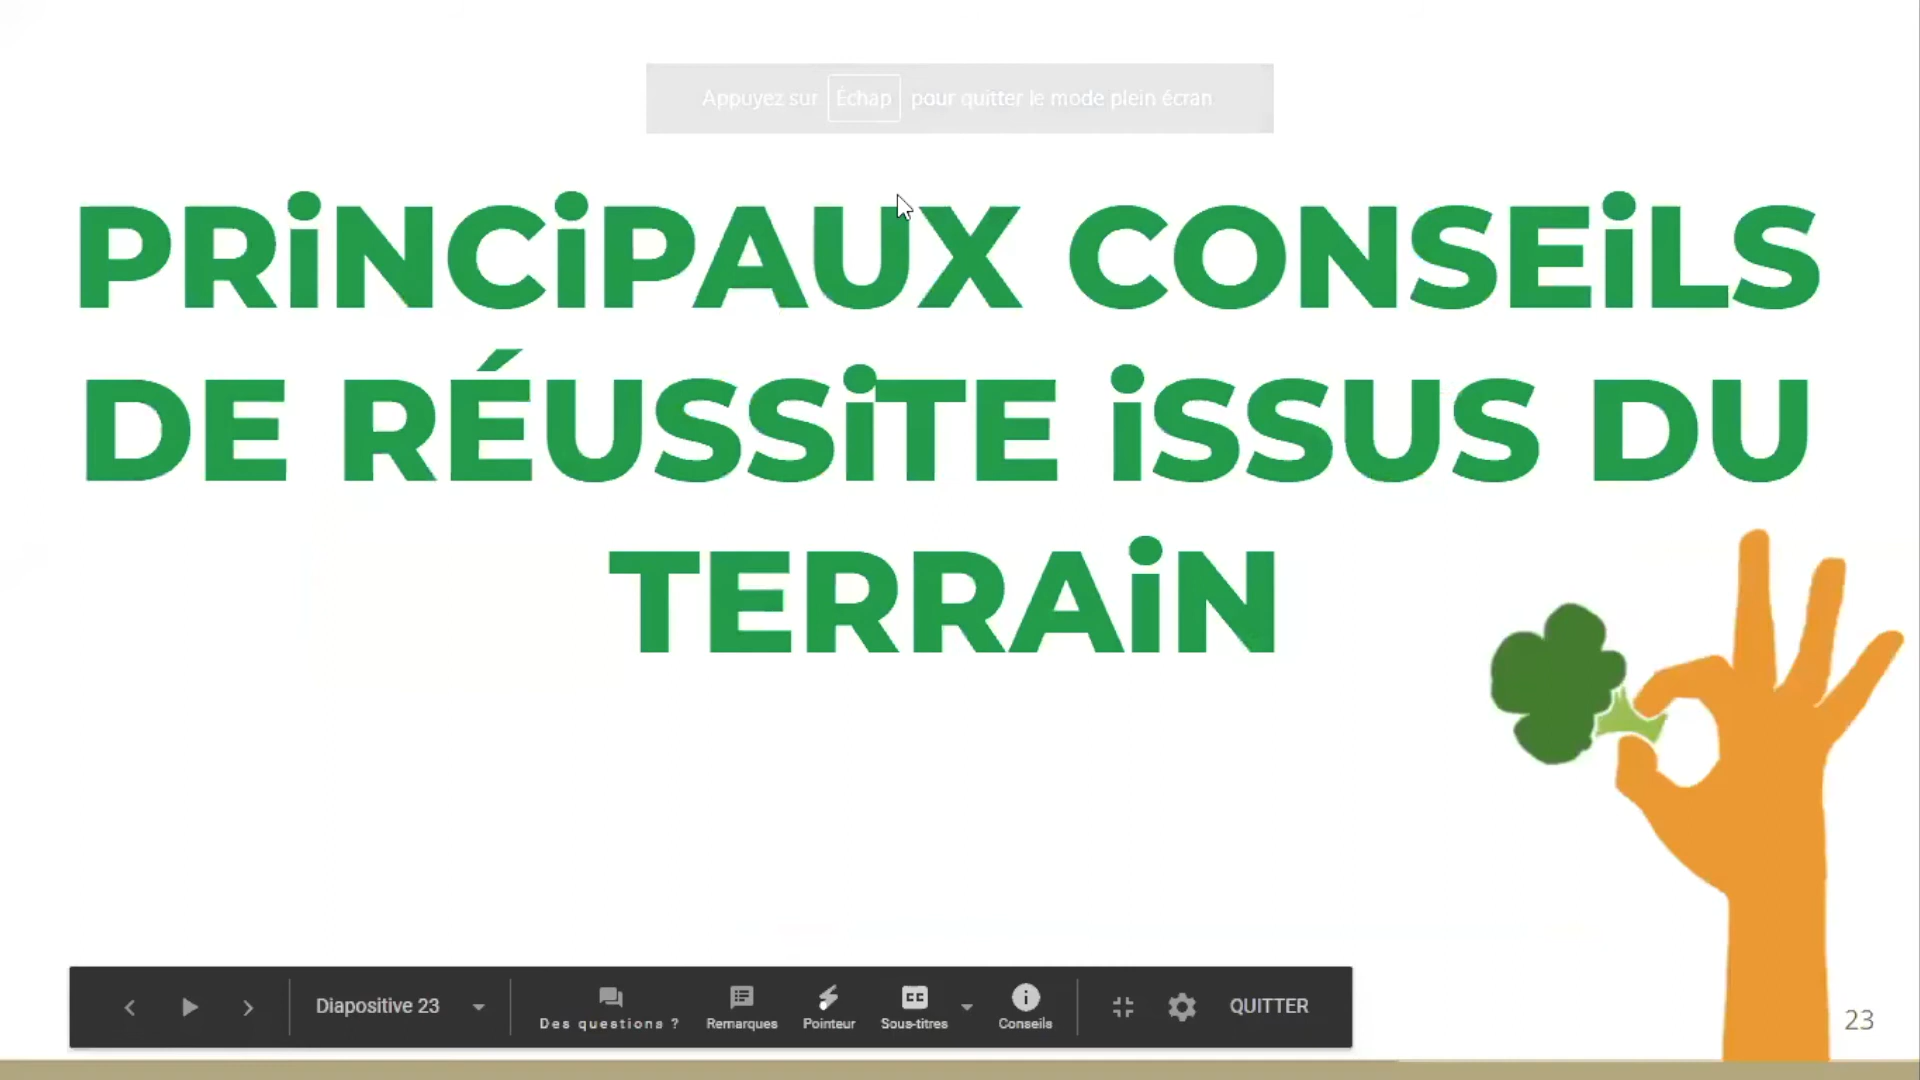 Appuyez sur Échap pour quitter le mode plein écran
PRiNCiPAUX CONSEiLS
DE RÉUSSiTE iSSUS DU
TERRAiN
Diapositive 23
Des questions ?
Remarques
Pointeur
Sous-titres
Conseils
QUITTER
23